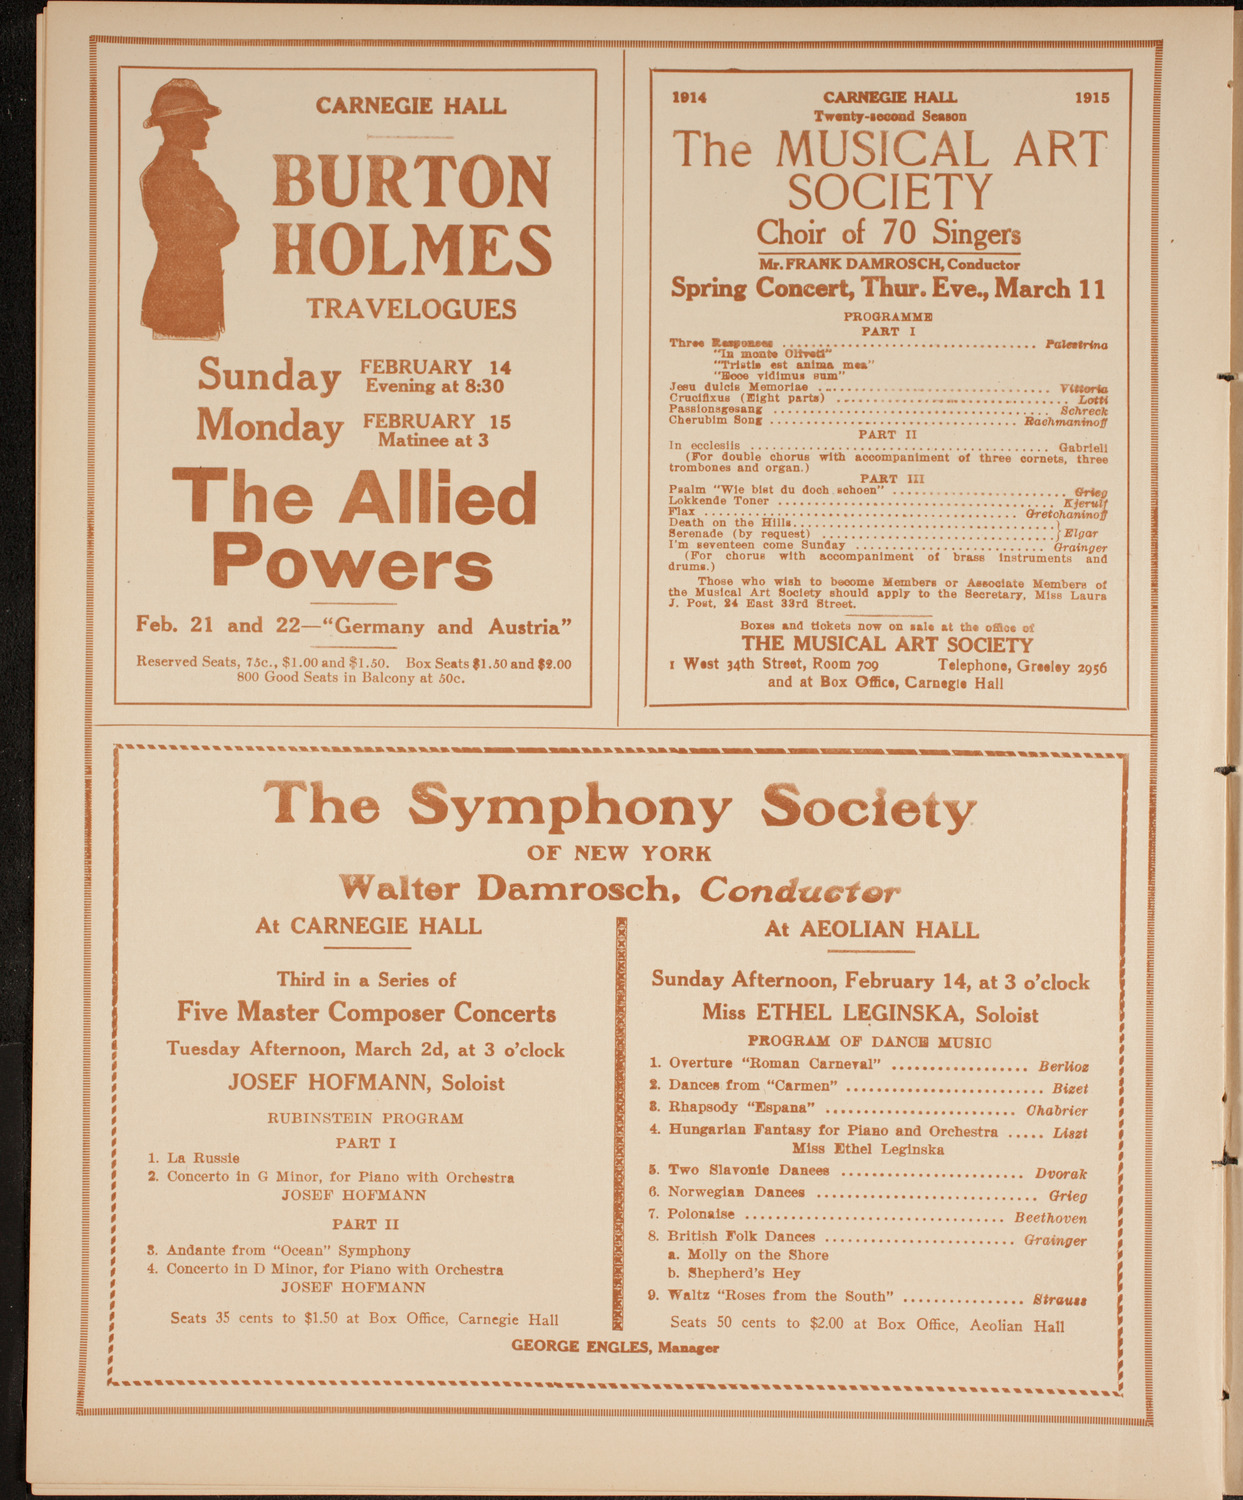 CARNEGIE HALL
BURTON
HOLMES
TRAVELOGUES
Sunday FEBRUARY 14
Evening at 8:30
Monday FEBRUARY 15
Matinee at 3
The Allied
Powers
Feb. 21 and 22—"Germany and Austria"
Reserved Seats, 75c., $1.00 and $1.50. Box Seats $1.50 and $2.00
800 Good Seats in Balcony at 50c.
1914 CARNEGIE HALL 1915
Twenty-second Season
The MUSICAL ART
SOCIETY
Choir of 70 Singers
Mr. FRANK DAMROSCH, Conductor
Spring Concert, Thur. Eve., March 11
PROGRAMME
PART I
Three Responses .................................. Palestrina
"In monte Oliveti"
"Tristis est anima mea"
"Ecce vidimus eum"
Jesu dulcis Memoriae ............................... Vittoria
Crucifixus (Eight parts) ............................... Lotti
Passionsgesang ..................................... Schreck
Cherubim Song .................................. Rachmaninoff
PART II
In ecclesiis ........................................ Gabrieli
(For double chorus with accompaniment of three cornets, three
trombones and organ.)
PART III
Psalm "Wie bist du doch schoen" ........................ Grieg
Lokkende Toner ..................................... Kjerulf
Flax ........................................... Gretchaninoff
Death on the Hills................................... }
Serenade (by request) ............................... } Elgar
I'm seventeen come Sunday ......................... Grainger
(For chorus with accompaniment of brass instruments and
drums.)
Those who wish to become Members or Associate Members of
the Musical Art Society should apply to the Secretary, Miss Laura
J. Post, 24 East 33rd Street.
Boxes and tickets now on sale at the office of
THE MUSICAL ART SOCIETY
1 West 34th Street, Room 709 Telephone, Greeley 2956
and at Box Office, Carnegie Hall
The Symphony Society
OF NEW YORK
Walter Damrosch, Conductor
At CARNEGIE HALL
Third in a Series of
Five Master Composer Concerts
Tuesday Afternoon, March 2d, at 3 o'clock
JOSEF HOFMANN, Soloist
RUBINSTEIN PROGRAM
PART I
1. La Russie
2. Concerto in G Minor, for Piano with Orchestra
JOSEF HOFMANN
PART II
3. Andante from "Ocean" Symphony
4. Concerto in D Minor, for Piano with Orchestra
JOSEF HOFMANN
Seats 35 cents to $1.50 at Box Office, Carnegie Hall
At AEOLIAN HALL
Sunday Afternoon, February 14, at 3 o'clock
Miss ETHEL LEGINSKA, Soloist
PROGRAM OF DANCE MUSIC
1. Overture "Roman Carneval" .................. Berlioz
2. Dances from "Carmen" .......................... Bizet
3. Rhapsody "Espana" ......................... Chabrier
4. Hungarian Fantasy for Piano and Orchestra ..... Liszt
Miss Ethel Leginska
5. Two Slavonie Dances ........................ Dvorak
6. Norwegian Dances ............................. Grieg
7. Polonaise .................................. Beethoven
8. British Folk Dances ......................... Grainger
a. Molly on the Shore
b. Shepherd's Hey
9. Waltz "Roses from the South" ................ Strauss
Seats 50 cents to $2.00 at Box Office, Aeolian Hall
GEORGE ENGLES, Manager